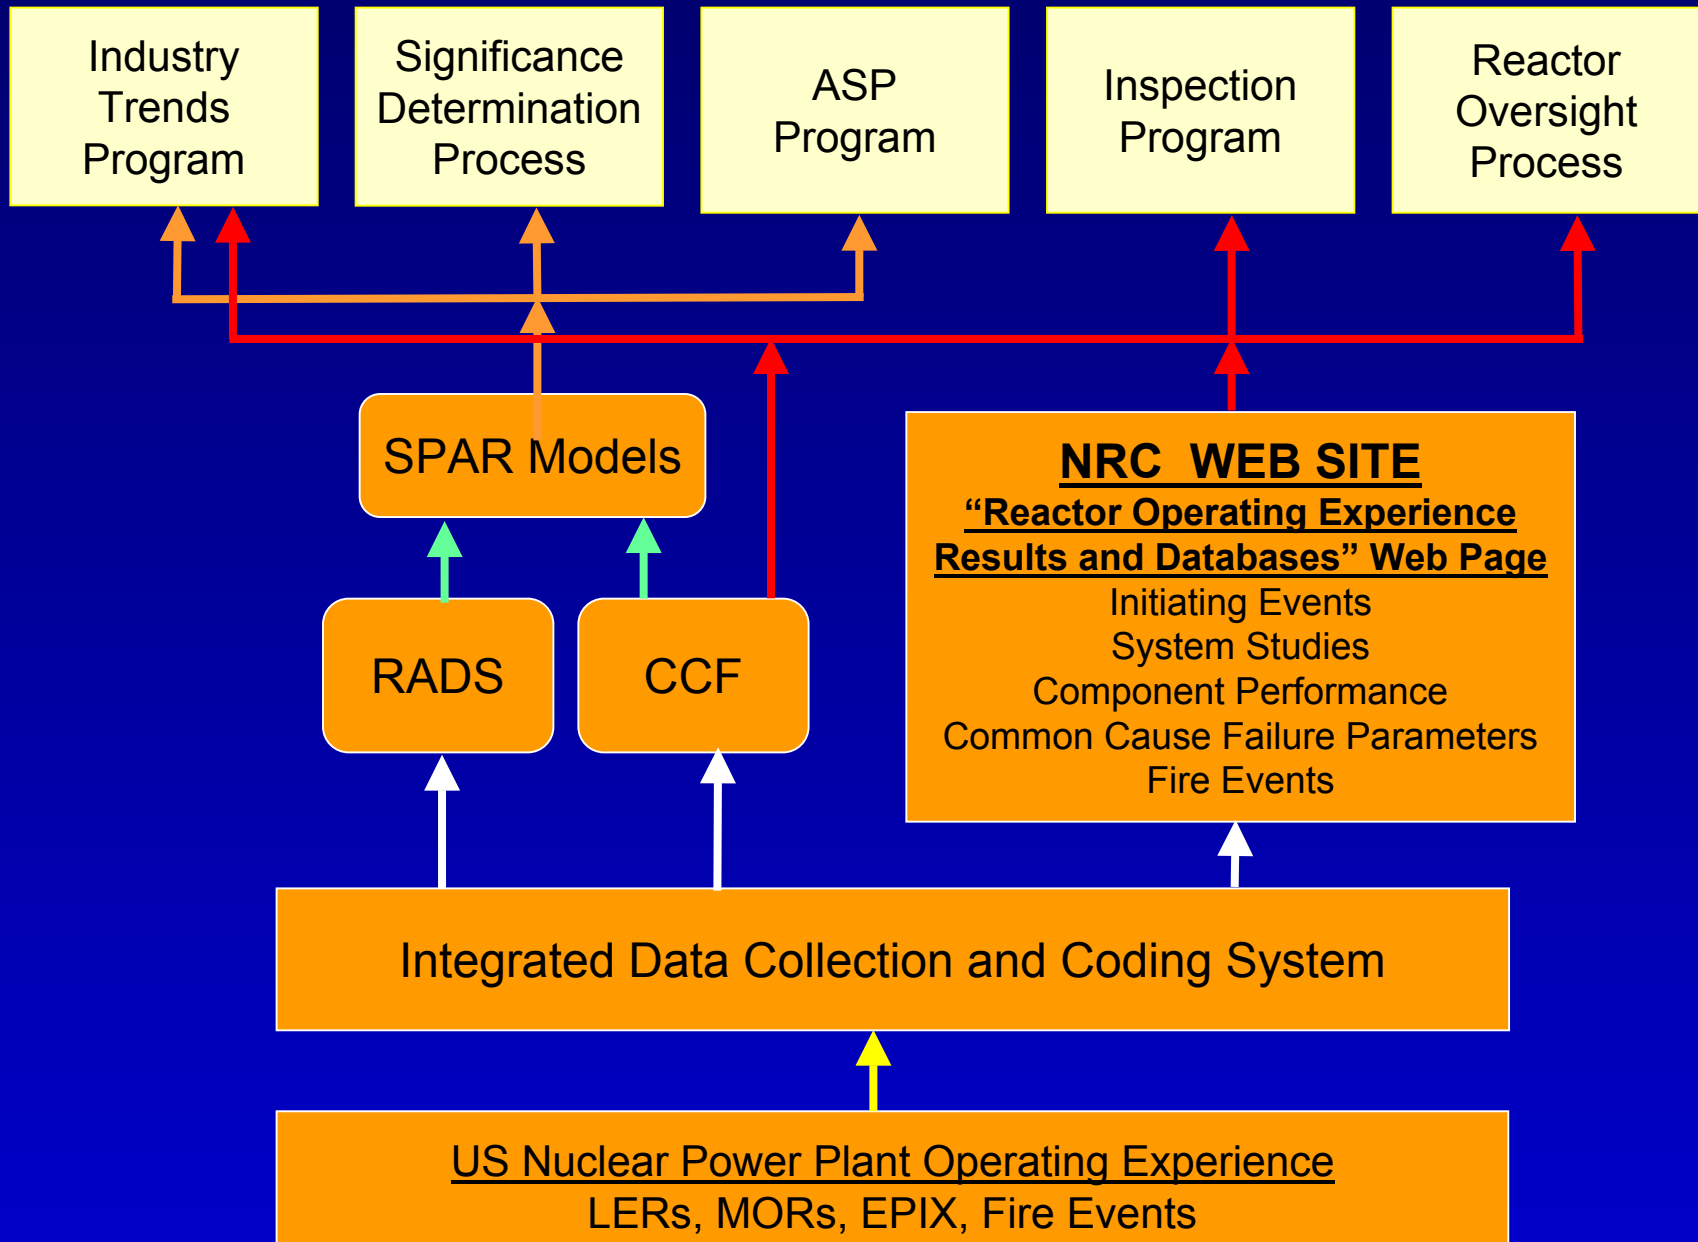 Industry
Trends
Program
Significance
Determination
Process
ASP
Program
Inspection
Program
Reactor
Oversight
Process
SPAR Models
NRC WEB SITE
“Reactor Operating Experience
Results and Databases” Web Page
Initiating Events
System Studies
Component Performance
Common Cause Failure Parameters
Fire Events
RADS
CCF
Integrated Data Collection and Coding System
US Nuclear Power Plant Operating Experience
LERs, MORs, EPIX, Fire Events